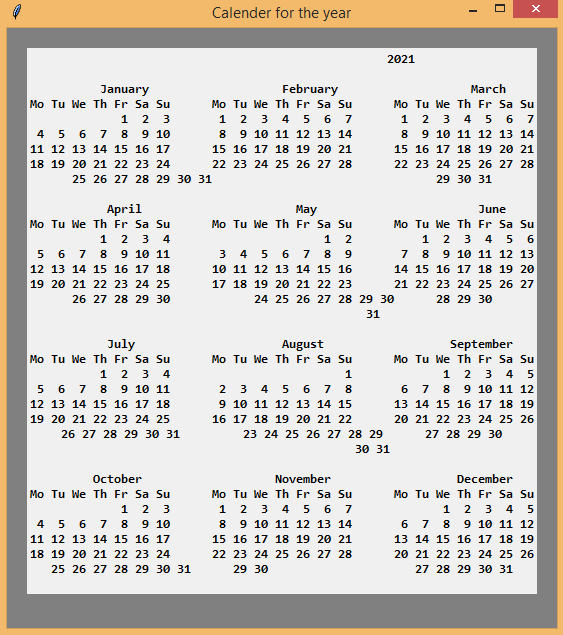 Calender for the year
2021
January February March
Mo Tu We Th Fr Sa Su Mo Tu We Th Fr Sa Su Mo Tu We Th Fr Sa Su
1 2 3 1 2 3 4 5 6 7 1 2 3 4 5 6 7
4 5 6 7 8 9 10 8 9 10 11 12 13 14 8 9 10 11 12 13 14
11 12 13 14 15 16 17 15 16 17 18 19 20 21 15 16 17 18 19 20 21
18 19 20 21 22 23 24 22 23 24 25 26 27 28 22 23 24 25 26 27 28
25 26 27 28 29 30 31 29 30 31
April May June
Mo Tu We Th Fr Sa Su Mo Tu We Th Fr Sa Su Mo Tu We Th Fr Sa Su
1 2 3 4 1 2 1 2 3 4 5 6
5 6 7 8 9 10 11 3 4 5 6 7 8 9 7 8 9 10 11 12 13
12 13 14 15 16 17 18 10 11 12 13 14 15 16 14 15 16 17 18 19 20
19 20 21 22 23 24 25 17 18 19 20 21 22 23 21 22 23 24 25 26 27
26 27 28 29 30 24 25 26 27 28 29 30 28 29 30
31
July August September
Mo Tu We Th Fr Sa Su Mo Tu We Th Fr Sa Su Mo Tu We Th Fr Sa Su
1 2 3 4 1 1 2 3 4 5
5 6 7 8 9 10 11 2 3 4 5 6 7 8 6 7 8 9 10 11 12
12 13 14 15 16 17 18 9 10 11 12 13 14 15 13 14 15 16 17 18 19
19 20 21 22 23 24 25 16 17 18 19 20 21 22 20 21 22 23 24 25 26
26 27 28 29 30 31 23 24 25 26 27 28 29 27 28 29 30
30 31
October November December
Mo Tu We Th Fr Sa Su Mo Tu We Th Fr Sa Su Mo Tu We Th Fr Sa Su
1 2 3 1 2 3 4 5 6 7 1 2 3 4 5
4 5 6 7 8 9 10 8 9 10 11 12 13 14 6 7 8 9 10 11 12
11 12 13 14 15 16 17 15 16 17 18 19 20 21 13 14 15 16 17 18 19
18 19 20 21 22 23 24 22 23 24 25 26 27 28 20 21 22 23 24 25 26
25 26 27 28 29 30 31 29 30 27 28 29 30 31